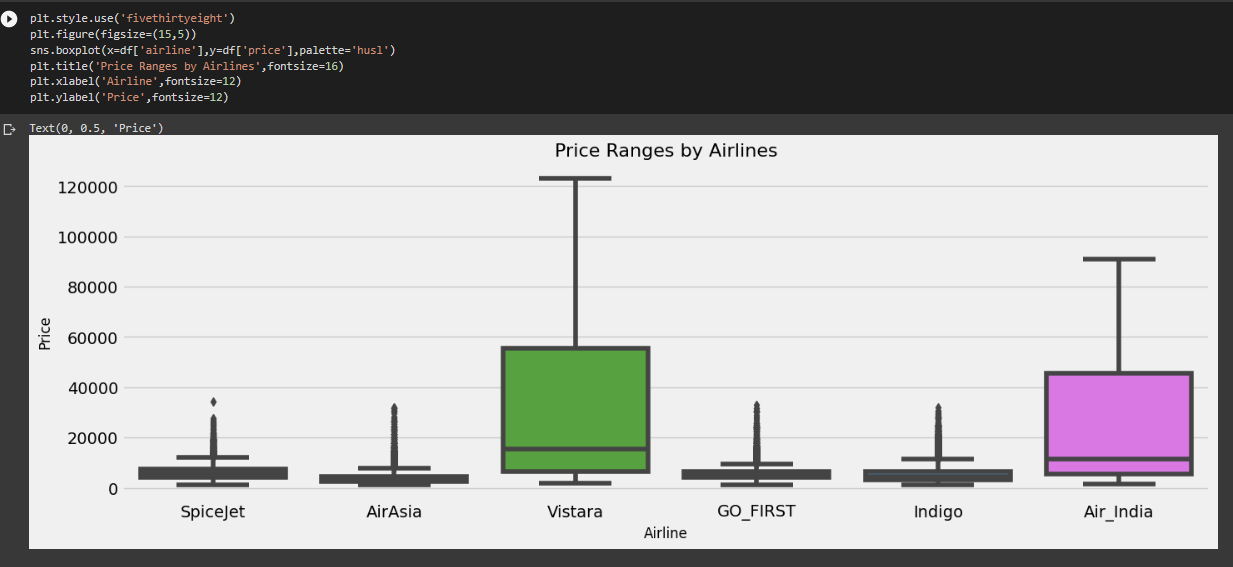 plt.style.use('fivethirtyeight')
plt.figure(figsize=(15,5))
sns.boxplot(x=df['airline'],y=df['price'],palette='husl')
plt.title('Price Ranges by Airlines',fontsize=16)
plt.xlabel('Airline',fontsize=12)
plt.ylabel('Price',fontsize=12)
Text(0, 0.5, 'Price')
Price Ranges by Airlines
120000
100000
80000
60000
40000
20000
0
Price
SpiceJet AirAsia Vistara GO_FIRST Indigo Air_India
Airline